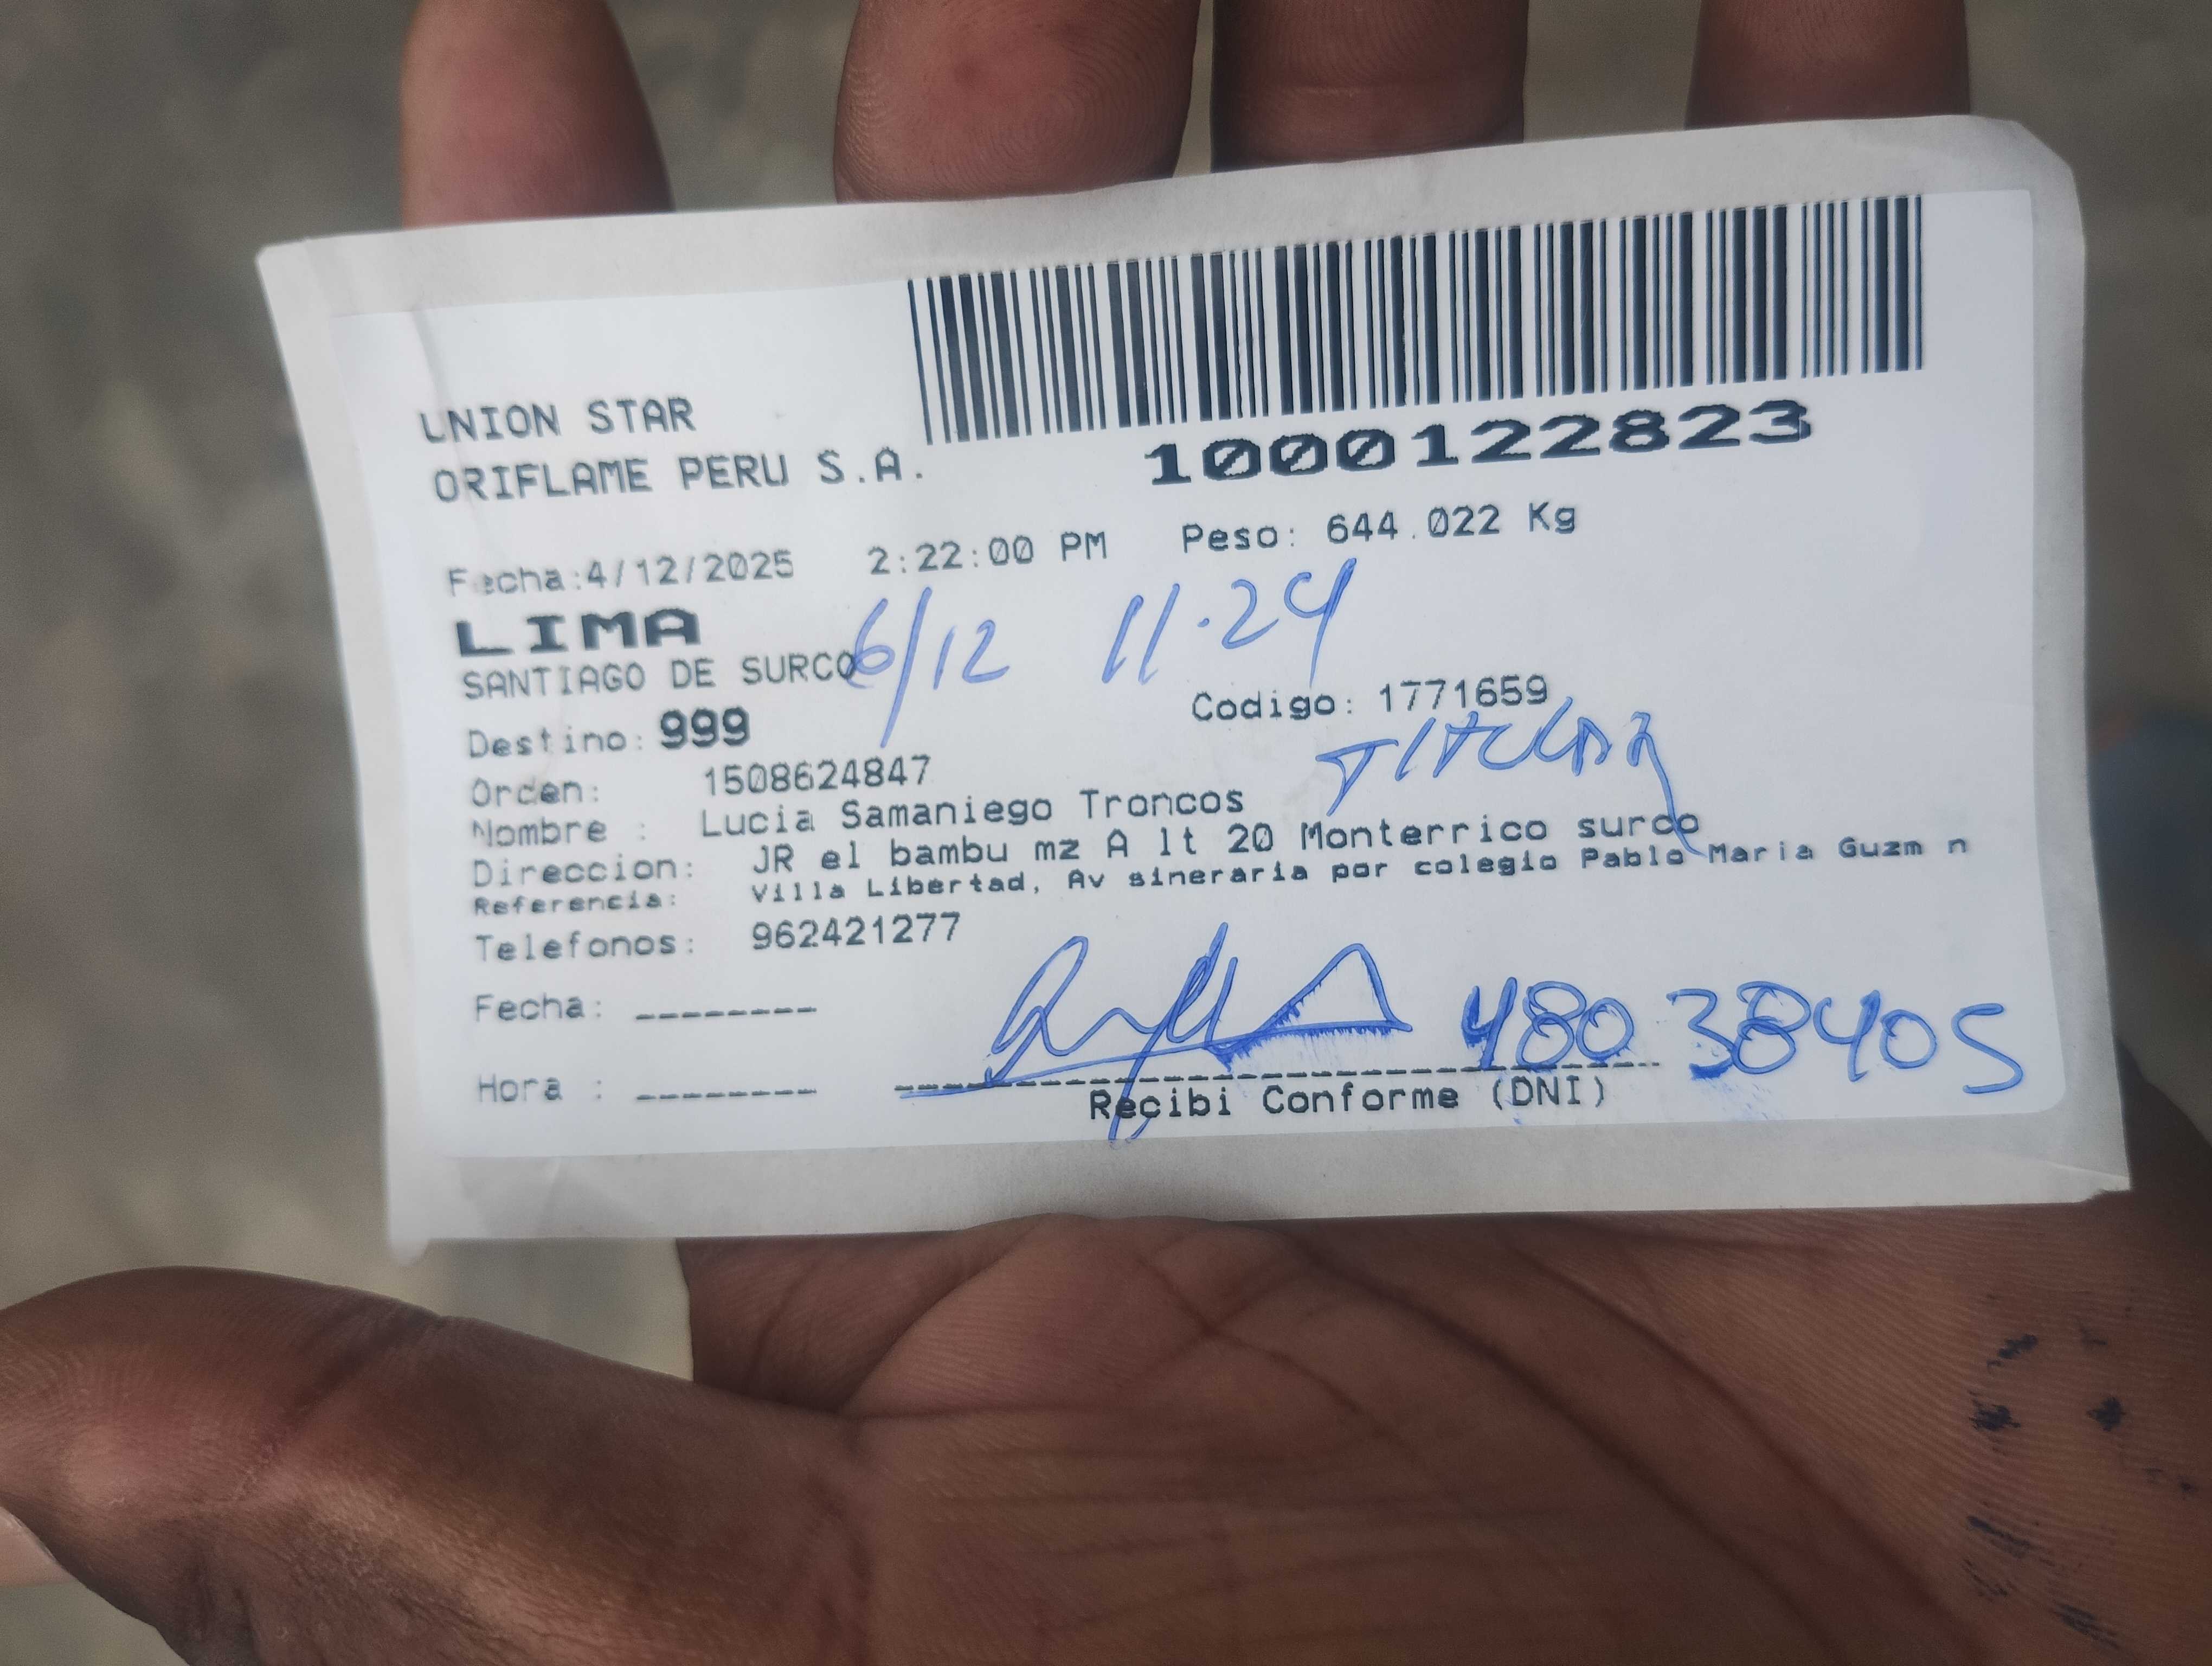 UNION STAR
ORIFLAME PERU S.A.
1000122823
Fecha:4/12/2025 2:22:00 PM Peso: 644.022 Kg
LIMA
6/12 11.24
SANTIAGO DE SURCO
Destino: 999 Codigo: 1771659
Titular
Orden: 1508624847
Nombre : Lucia Samaniego Troncos
Direccion: JR el bambu mz A lt 20 Monterrico surco
Referencia: Villa Libertad, Av sineraria por colegio Pablo Maria Guzm n
Telefonos: 962421277
Fecha: --------
48038405
Hora : --------
Recibi Conforme (DNI)